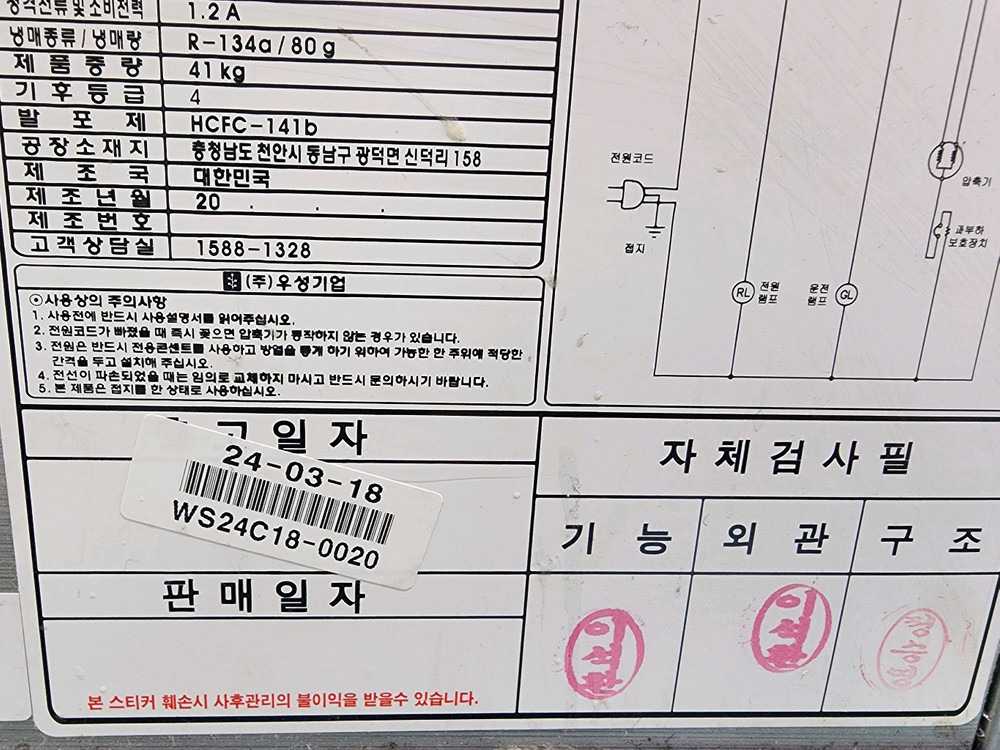 정격전류및소비전력 1.2 A
냉매종류/냉매량 R-134a / 80 g
제품중량 41 kg
기후등급 4
발포제 HCFC-141b
공장소재지 충청남도 천안시 동남구 광덕면 신덕리 158
제조국 대한민국
제조년월 20 . . .
제조번호
고객상담실 1588-1328
(주)우성기업
⊙사용상의 주의사항
1. 사용전에 반드시 사용설명서를 읽어주십시오.
2. 전원코드가 빠졌을 때 즉시 꽂으면 압축기가 동작하지 않는 경우가 있습니다.
3. 전원은 반드시 전용콘센트를 사용하고 방열을 좋게 하기 위하여 가능한 한 주위에 적당한
간격을 두고 설치해 주십시오.
4. 전선이 파손되었을 때는 임의로 교체하지 마시고 반드시 문의하시기 바랍니다.
5. 본 제품은 접지를 한 상태로 사용하십시오.
전원코드
접지
RL
전원
램프
운전
램프
GL
압축기
과부하
보호장치
고일자
24-03-18
WS24C18-0020
판매일자
본 스티커 훼손시 사후관리의 불이익을 받을수 있습니다.
자체검사필
기능 외관 구조
이석환
이석환